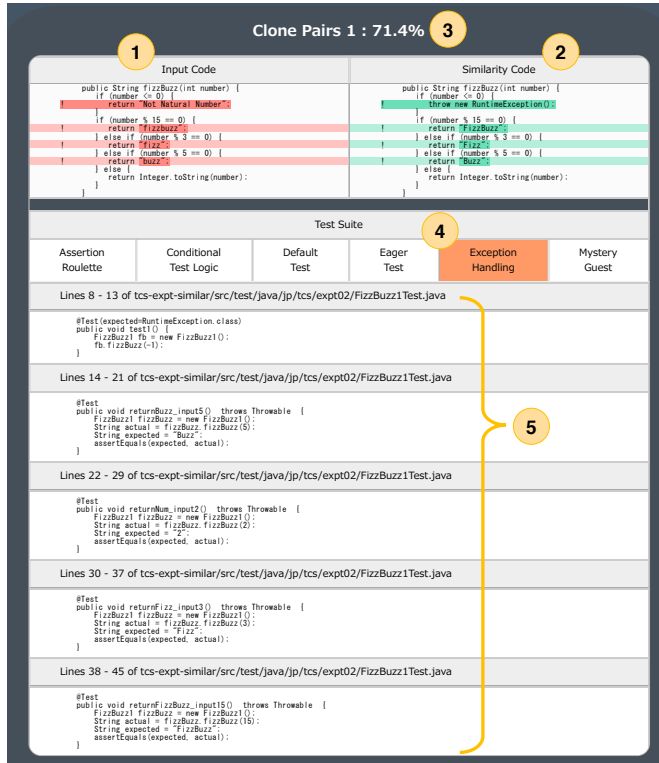 Clone Pairs 1 : 71.4%
3
1
2
Input Code
Similarity Code
public String fizzBuzz(int number) {
if (number <= 0) {
! return "Not Natural Number";
}
if (number % 15 == 0) {
! return "fizzbuzz";
} else if (number % 3 == 0) {
! return "fizz";
} else if (number % 5 == 0) {
! return "buzz";
} else {
return Integer.toString(number);
}
}
public String fizzBuzz(int number) {
if (number <= 0) {
! throw new RuntimeException();
}
if (number % 15 == 0) {
! return "FizzBuzz";
} else if (number % 3 == 0) {
! return "Fizz";
} else if (number % 5 == 0) {
! return "Buzz";
} else {
return Integer.toString(number);
}
}
Test Suite
4
Assertion
Roulette
Conditional
Test Logic
Default
Test
Eager
Test
Exception
Handling
Mystery
Guest
Lines 8 - 13 of tcs-expt-similar/src/test/java/jp/tcs/expt02/FizzBuzz1Test.java
@Test(expected=RuntimeException.class)
public void test1() {
FizzBuzz1 fb = new FizzBuzz1();
fb.fizzBuzz(-1);
}
Lines 14 - 21 of tcs-expt-similar/src/test/java/jp/tcs/expt02/FizzBuzz1Test.java
@Test
public void returnBuzz_input5() throws Throwable {
FizzBuzz1 fizzBuzz = new FizzBuzz1();
String actual = fizzBuzz.fizzBuzz(5);
String expected = "Buzz";
assertEquals(expected, actual);
}
5
Lines 22 - 29 of tcs-expt-similar/src/test/java/jp/tcs/expt02/FizzBuzz1Test.java
@Test
public void returnNum_input2() throws Throwable {
FizzBuzz1 fizzBuzz = new FizzBuzz1();
String actual = fizzBuzz.fizzBuzz(2);
String expected = "2";
assertEquals(expected, actual);
}
Lines 30 - 37 of tcs-expt-similar/src/test/java/jp/tcs/expt02/FizzBuzz1Test.java
@Test
public void returnFizz_input3() throws Throwable {
FizzBuzz1 fizzBuzz = new FizzBuzz1();
String actual = fizzBuzz.fizzBuzz(3);
String expected = "Fizz";
assertEquals(expected, actual);
}
Lines 38 - 45 of tcs-expt-similar/src/test/java/jp/tcs/expt02/FizzBuzz1Test.java
@Test
public void returnFizzBuzz_input15() throws Throwable {
FizzBuzz1 fizzBuzz = new FizzBuzz1();
String actual = fizzBuzz.fizzBuzz(15);
String expected = "FizzBuzz";
assertEquals(expected, actual);
}